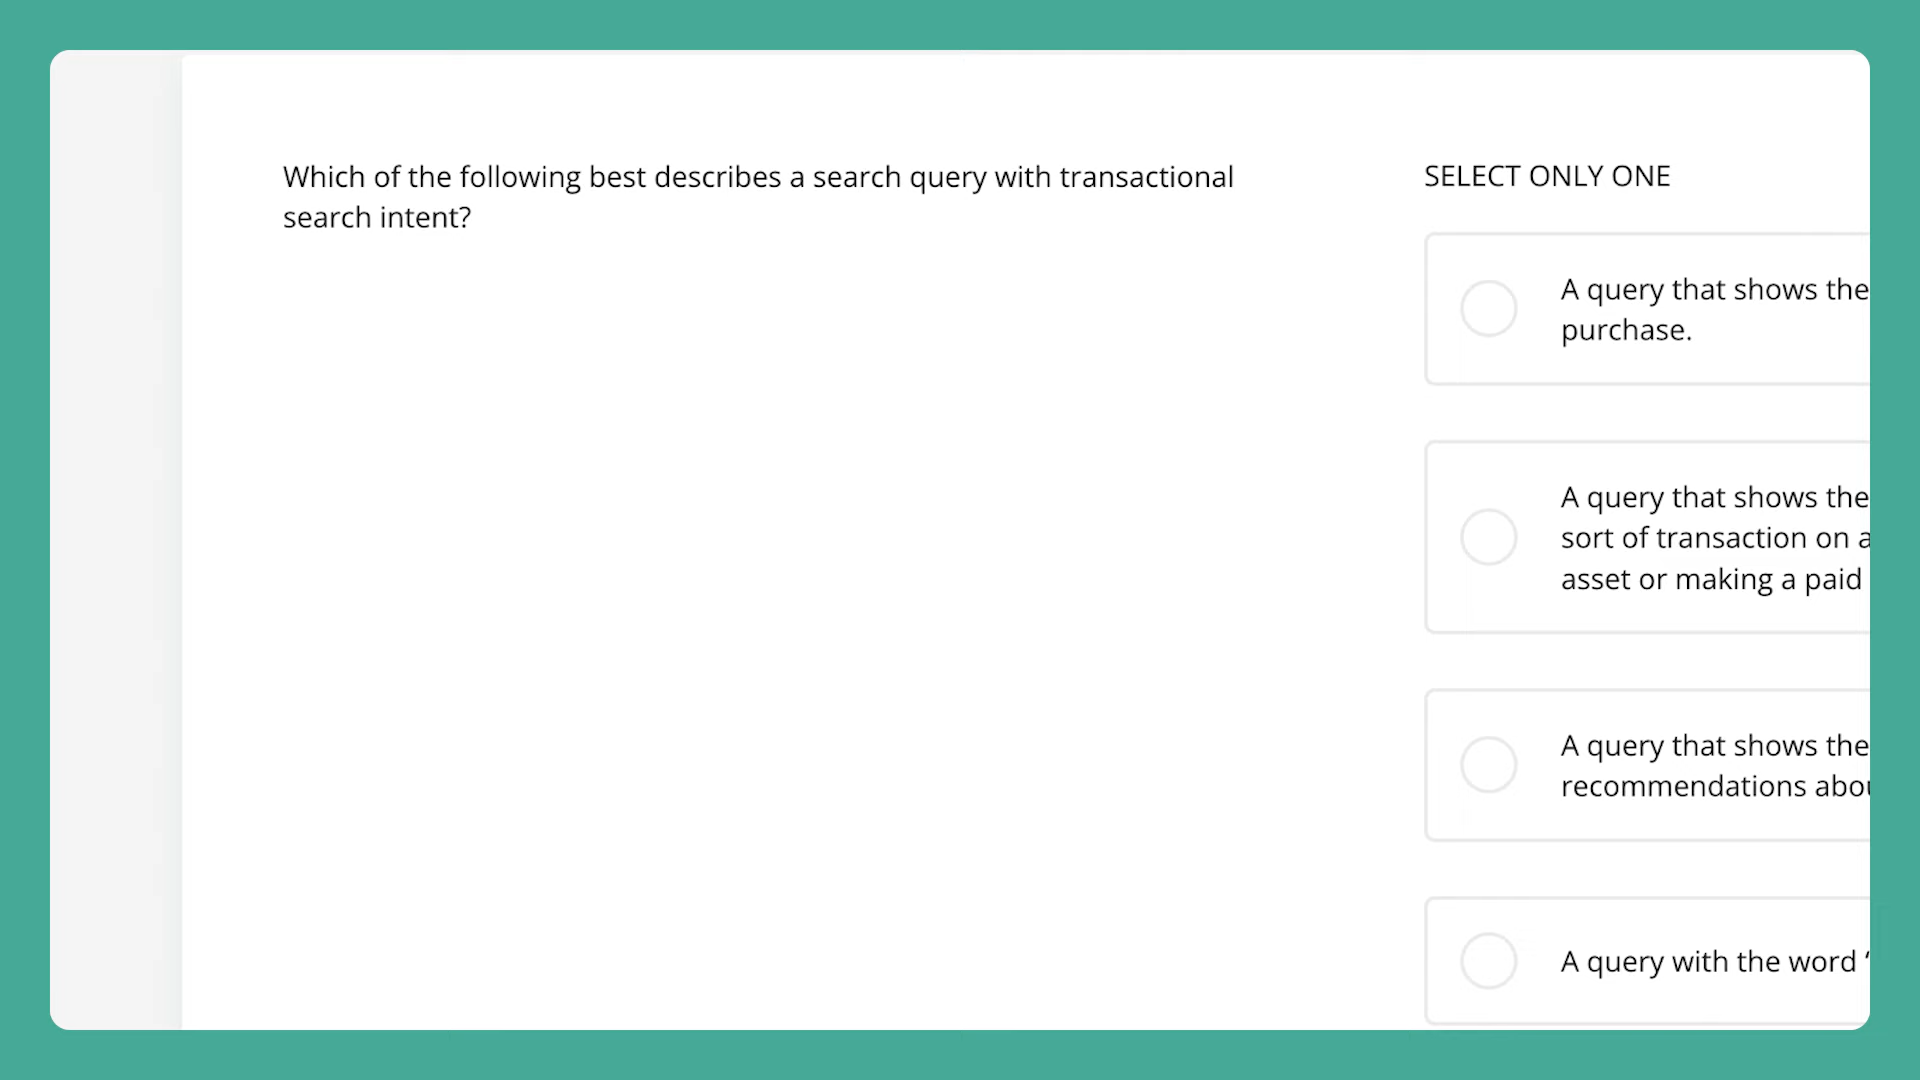 Which of the following best describes a search query with transactional
search intent?
SELECT ONLY ONE
A query that shows the
purchase.
A query that shows the
sort of transaction on a
asset or making a paid
A query that shows the
recommendations
A query with the word ‘